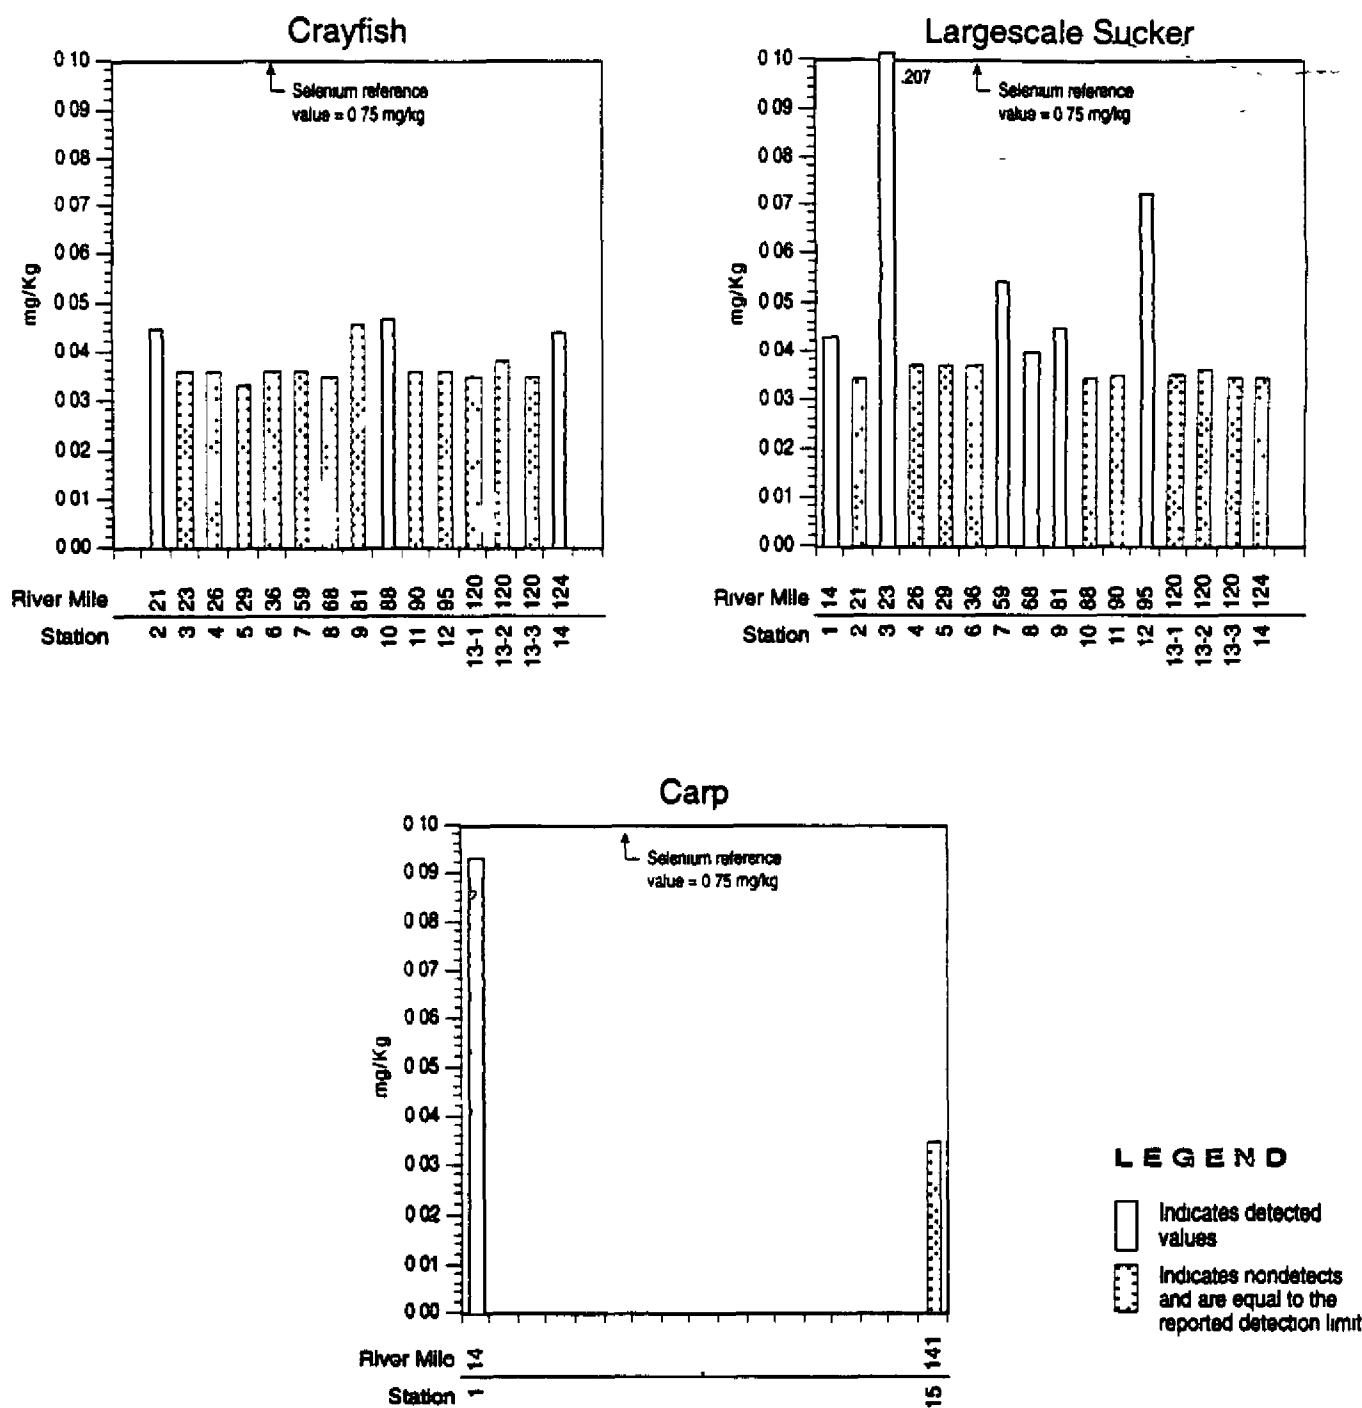 Crayfish
0 10
0 09
0 08
0 07
0 06
0 05
0 04
0 03
0 02
0 01
0 00
mg/Kg
Selenium reference
value = 0 75 mg/kg
River Mile 21 23 26 29 36 59 68 81 88 90 95 120 120 120 124
Station 2 3 4 5 6 7 8 9 10 11 12 13-1 13-2 13-3 14
Largescale Sucker
0 10
0 09
0 08
0 07
0 06
0 05
0 04
0 03
0 02
0 01
0 00
mg/Kg
.207
Selenium reference
value = 0 75 mg/kg
River Mile 14 21 23 26 29 36 59 68 81 88 90 95 120 120 120 124
Station 1 2 3 4 5 6 7 8 9 10 11 12 13-1 13-2 13-3 14
Carp
0 10
0 09
0 08
0 07
0 06
0 05
0 04
0 03
0 02
0 01
0 00
mg/Kg
Selenium reference
value = 0 75 mg/kg
River Mile 14 141
Station 1 15
LEGEND
Indicates detected
values
Indicates nondetects
and are equal to the
reported detection limit